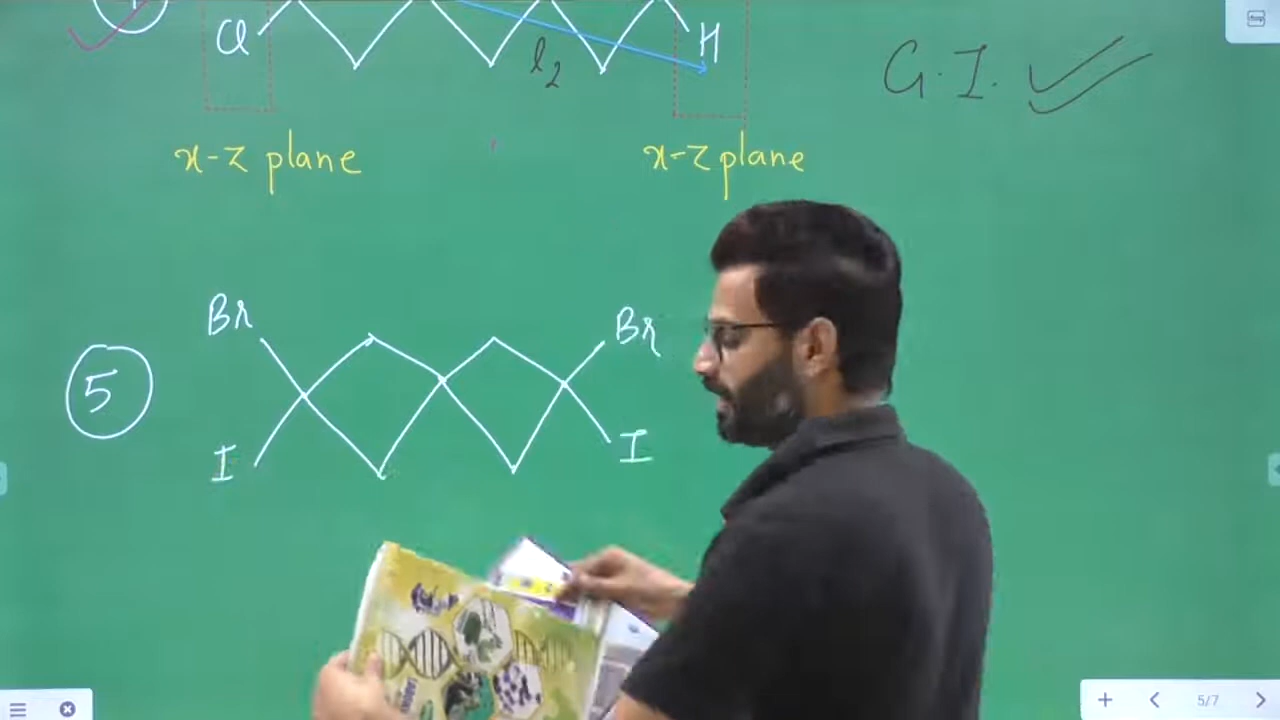 Cl H
l₂
G.I.
x-z plane x-z plane
Br Br
5
I I
5/7